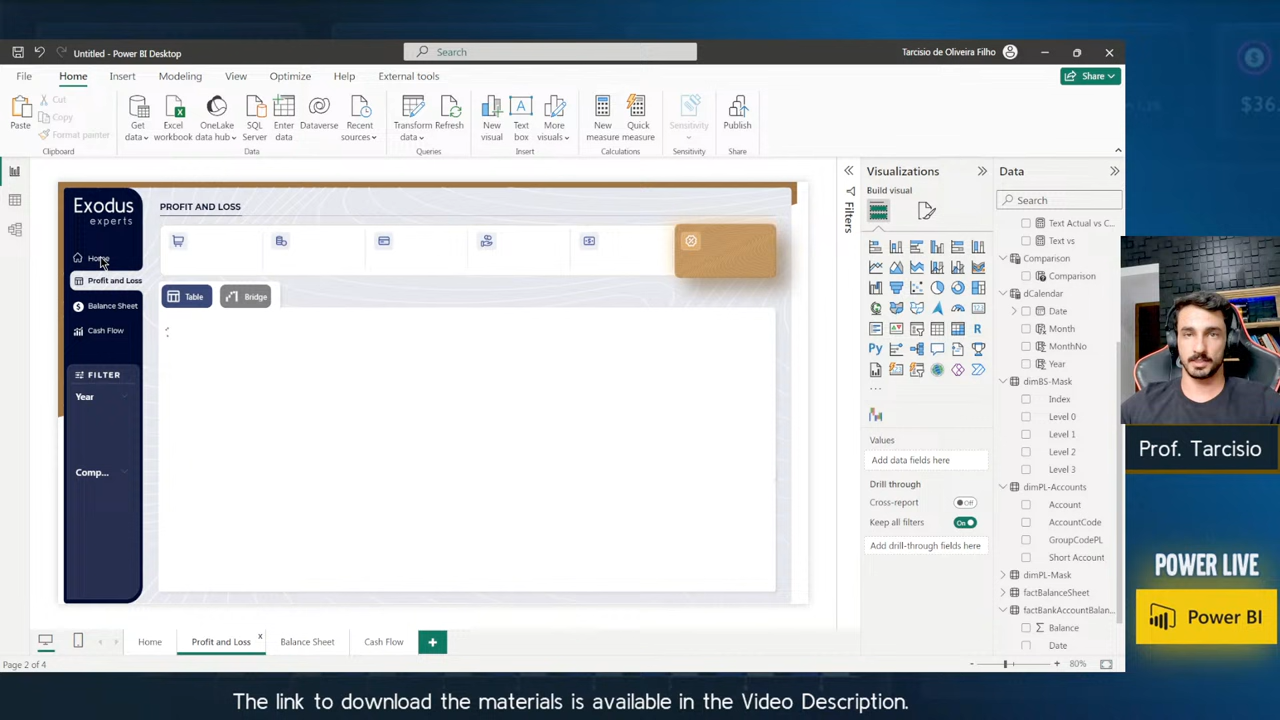 Untitled - Power BI Desktop
Search
Tarcisio de Oliveira Filho
File
Home
Insert
Modeling
View
Optimize
Help
External tools
Share
Paste
Cut
Copy
Format painter
Get data
Excel workbook
OneLake data hub
SQL Server
Enter data
Dataverse
Recent sources
Transform data
Refresh
New visual
Text box
More visuals
New measure
Quick measure
Sensitivity
Publish
Clipboard
Data
Queries
Insert
Calculations
Sensitivity
Share
Exodus
experts
Home
Profit and Loss
Balance Sheet
Cash Flow
FILTER
Year
Comp...
PROFIT AND LOSS
Table
Bridge
Filters
Visualizations
Build visual
R
Py
...
Values
Add data fields here
Drill through
Cross-report
Off
Keep all filters
On
Add drill-through fields here
Data
Search
Text Actual vs C...
Text vs
Comparison
Comparison
dCalendar
Date
Month
MonthNo
Year
dimBS-Mask
Index
Level 0
Level 1
Level 2
Level 3
dimPL-Accounts
Account
AccountCode
GroupCodePL
Short Account
dimPL-Mask
factBalanceSheet
factBankAccountBalan...
Balance
Date
Home
Profit and Loss
Balance Sheet
Cash Flow
Page 2 of 4
80%
Prof. Tarcisio
POWER LIVE
Power BI
The link to download the materials is available in the Video Description.